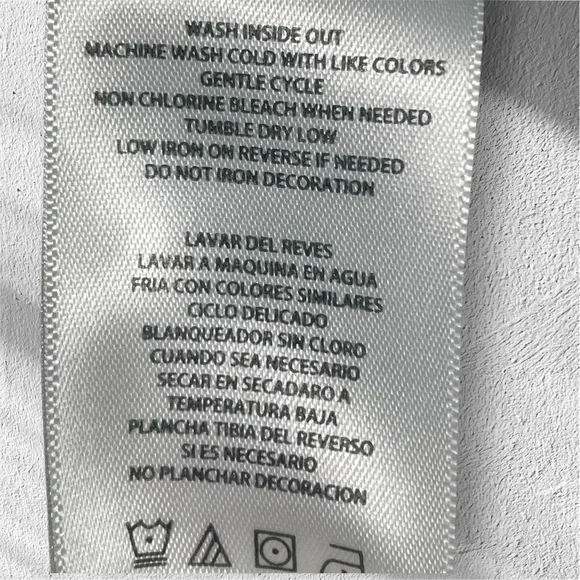 WASH INSIDE OUT
MACHINE WASH COLD WITH LIKE COLORS
GENTLE CYCLE
NON CHLORINE BLEACH WHEN NEEDED
TUMBLE DRY LOW
LOW IRON ON REVERSE IF NEEDED
DO NOT IRON DECORATION
LAVAR DEL REVES
LAVAR A MAQUINA EN AGUA
FRIA CON COLORES SIMILARES
CICLO DELICADO
BLANQUEADOR SIN CLORO
CUANDO SEA NECESARIO
SECAR EN SECADARO A
TEMPERATURA BAJA
PLANCHA TIBIA DEL REVERSO
SI ES NECESARIO
NO PLANCHAR DECORACION